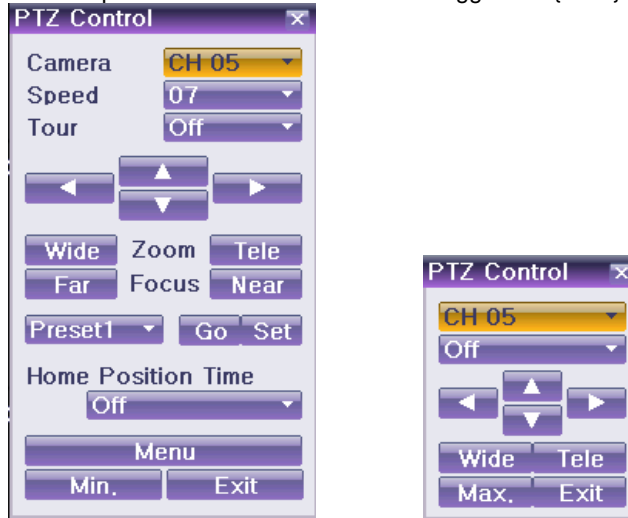 PTZ Control
Camera CH 05
Speed 07
Tour Off
Wide Zoom Tele
Far Focus Near
Preset1 Go Set
Home Position Time
Off
Menu
Min. Exit
PTZ Control
CH 05
Off
Wide Tele
Max. Exit